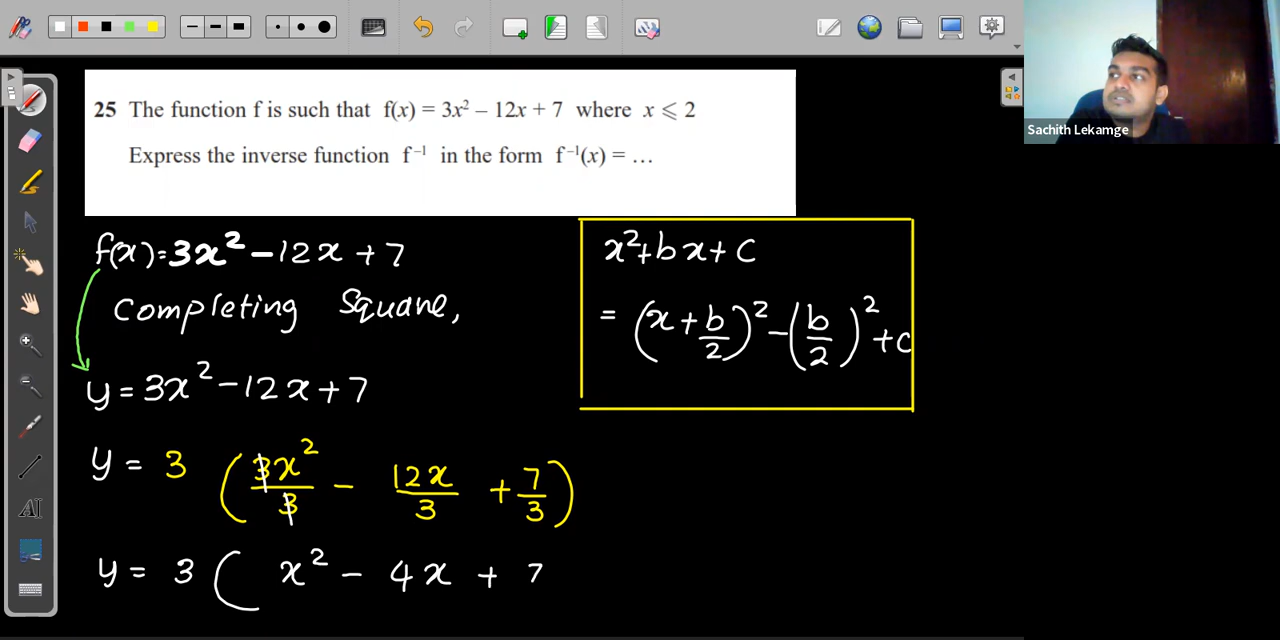 25 The function f is such that f(x) = 3x² – 12x + 7 where x ⩽ 2
Express the inverse function f⁻¹ in the form f⁻¹(x) = ...
Sachith Lekamge
f(x) = 3x² - 12x + 7
Completing Square,
y = 3x² - 12x + 7
y = 3 ( 3x²/3 - 12x/3 + 7/3 )
y = 3 ( x² - 4x + 7
x² + bx + c
= (x + b/2)² - (b/2)² + c
AI